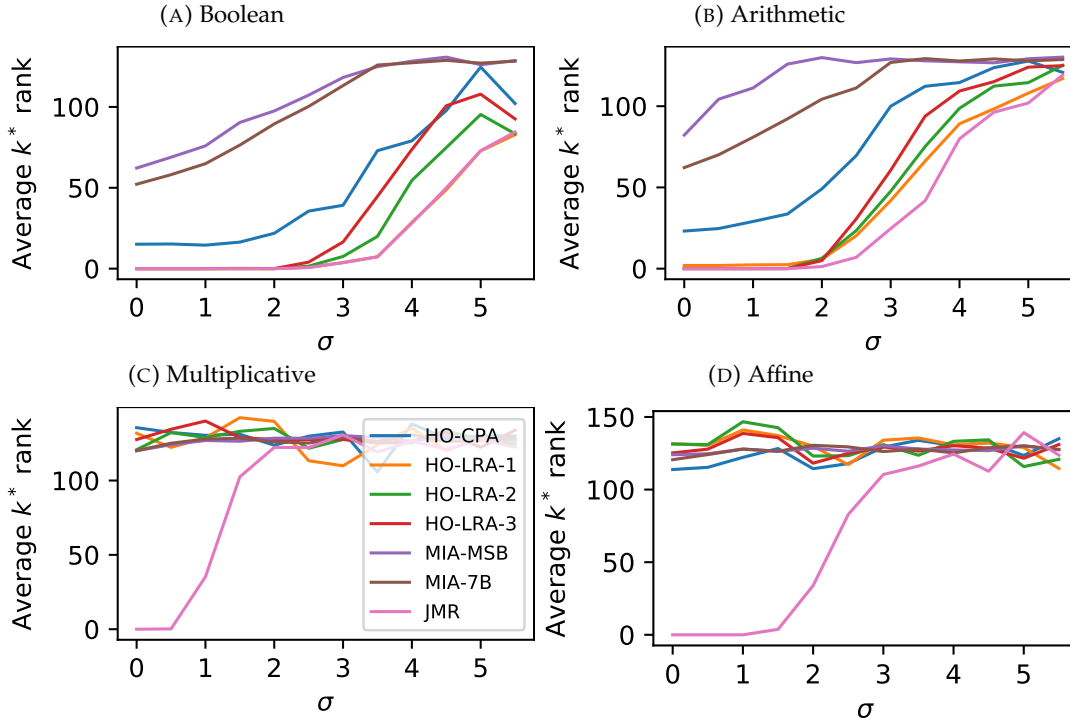 (A) Boolean
Average k* rank
100
50
0
0 1 2 3 4 5
σ
(B) Arithmetic
Average k* rank
100
50
0
0 1 2 3 4 5
σ
(C) Multiplicative
Average k* rank
100
50
0
0 1 2 3 4 5
σ
HO-CPA
HO-LRA-1
HO-LRA-2
HO-LRA-3
MIA-MSB
MIA-7B
JMR
(D) Affine
Average k* rank
150
100
50
0
0 1 2 3 4 5
σ